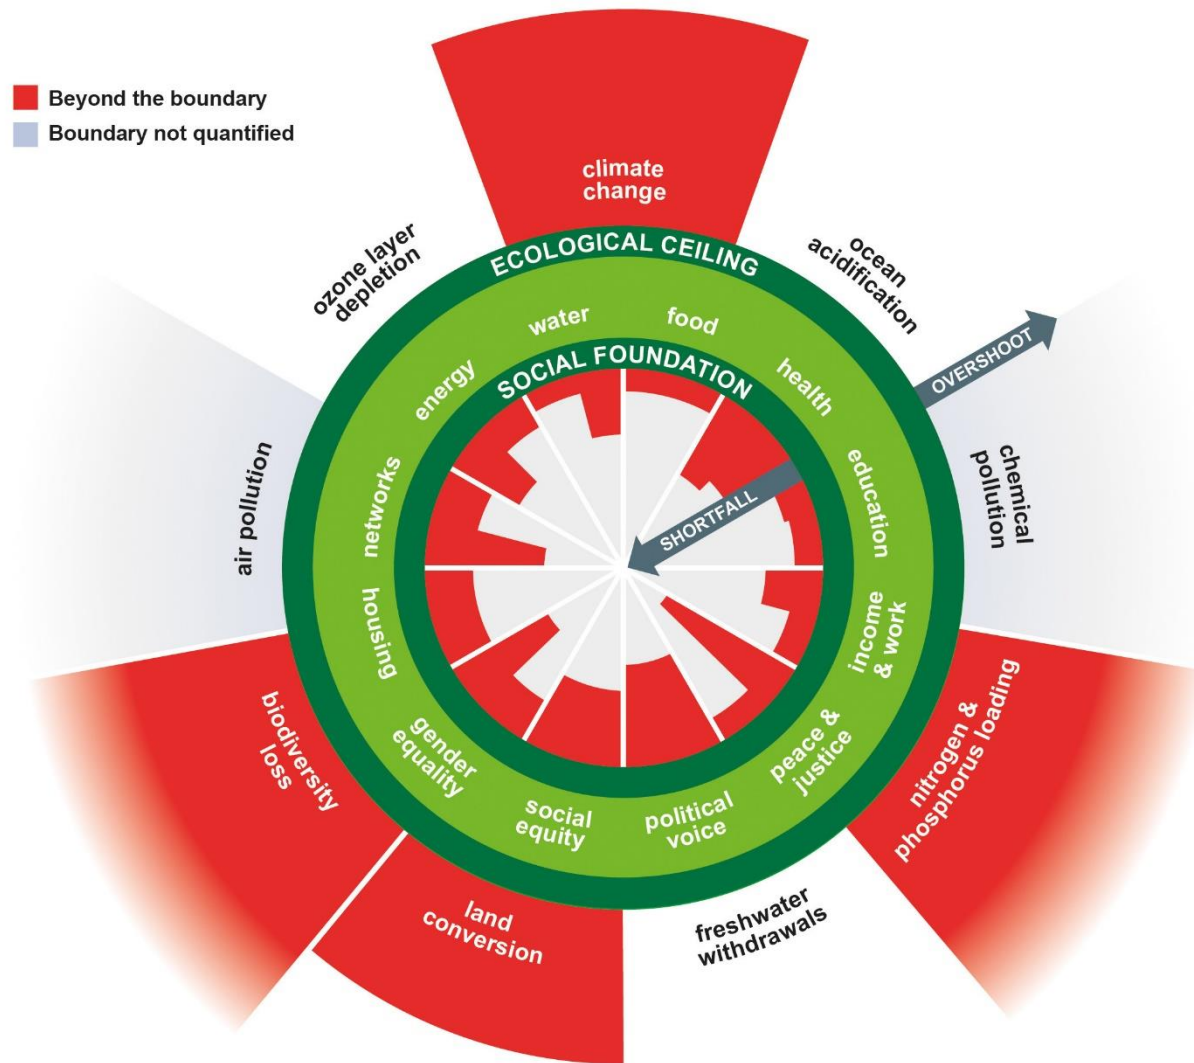 Beyond the boundary
Boundary not quantified
climate
change
ozone layer
depletion
ocean
acidification
ECOLOGICAL CEILING
OVERSHOOT
water
food
energy
health
SOCIAL FOUNDATION
SHORTFALL
networks
education
air pollution
chemical
pollution
housing
income
& work
biodiversity
loss
gender
equality
peace &
justice
nitrogen &
phosphorus loading
social
equity
political
voice
land
conversion
freshwater
withdrawals